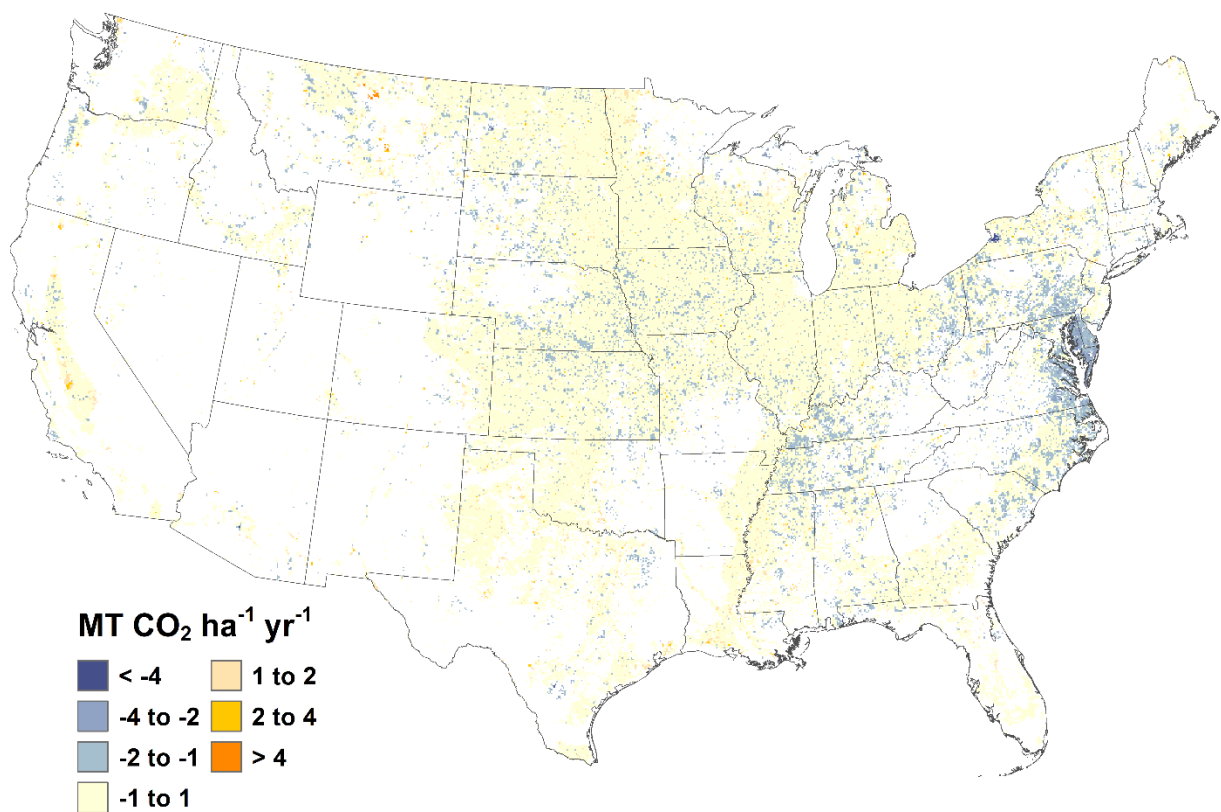 MT CO₂ ha⁻¹ yr⁻¹
< -4 1 to 2
-4 to -2 2 to 4
-2 to -1 > 4
-1 to 1